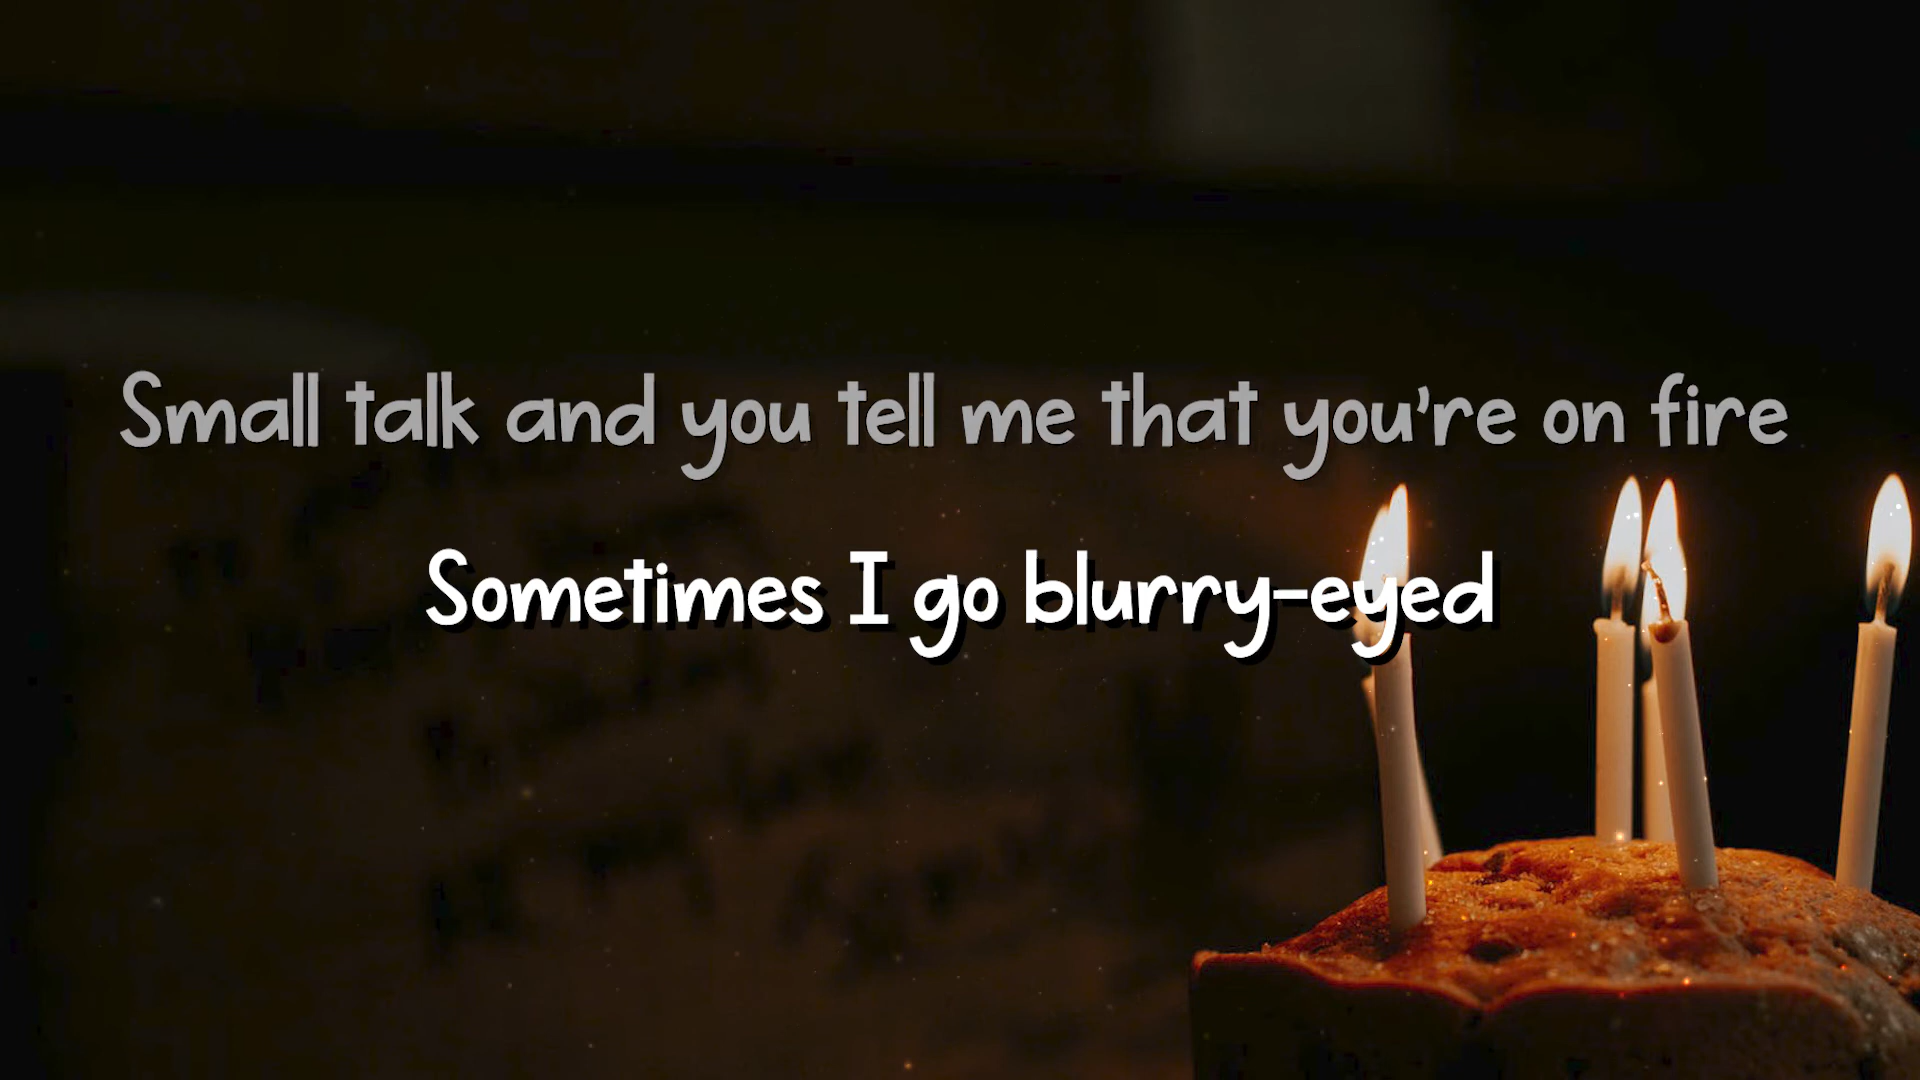 Small talk and you tell me that you're on fire
Sometimes I go blurry-eyed